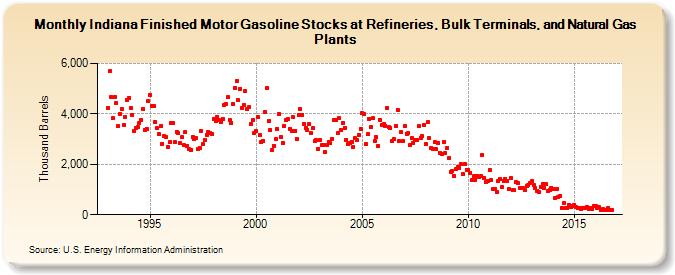 Monthly Indiana Finished Motor Gasoline Stocks at Refineries, Bulk Terminals, and Natural Gas
Plants
Thousand Barrels
6,000
4,000
2,000
0
1995
2000
2005
2010
2015
Source: U.S. Energy Information Administration